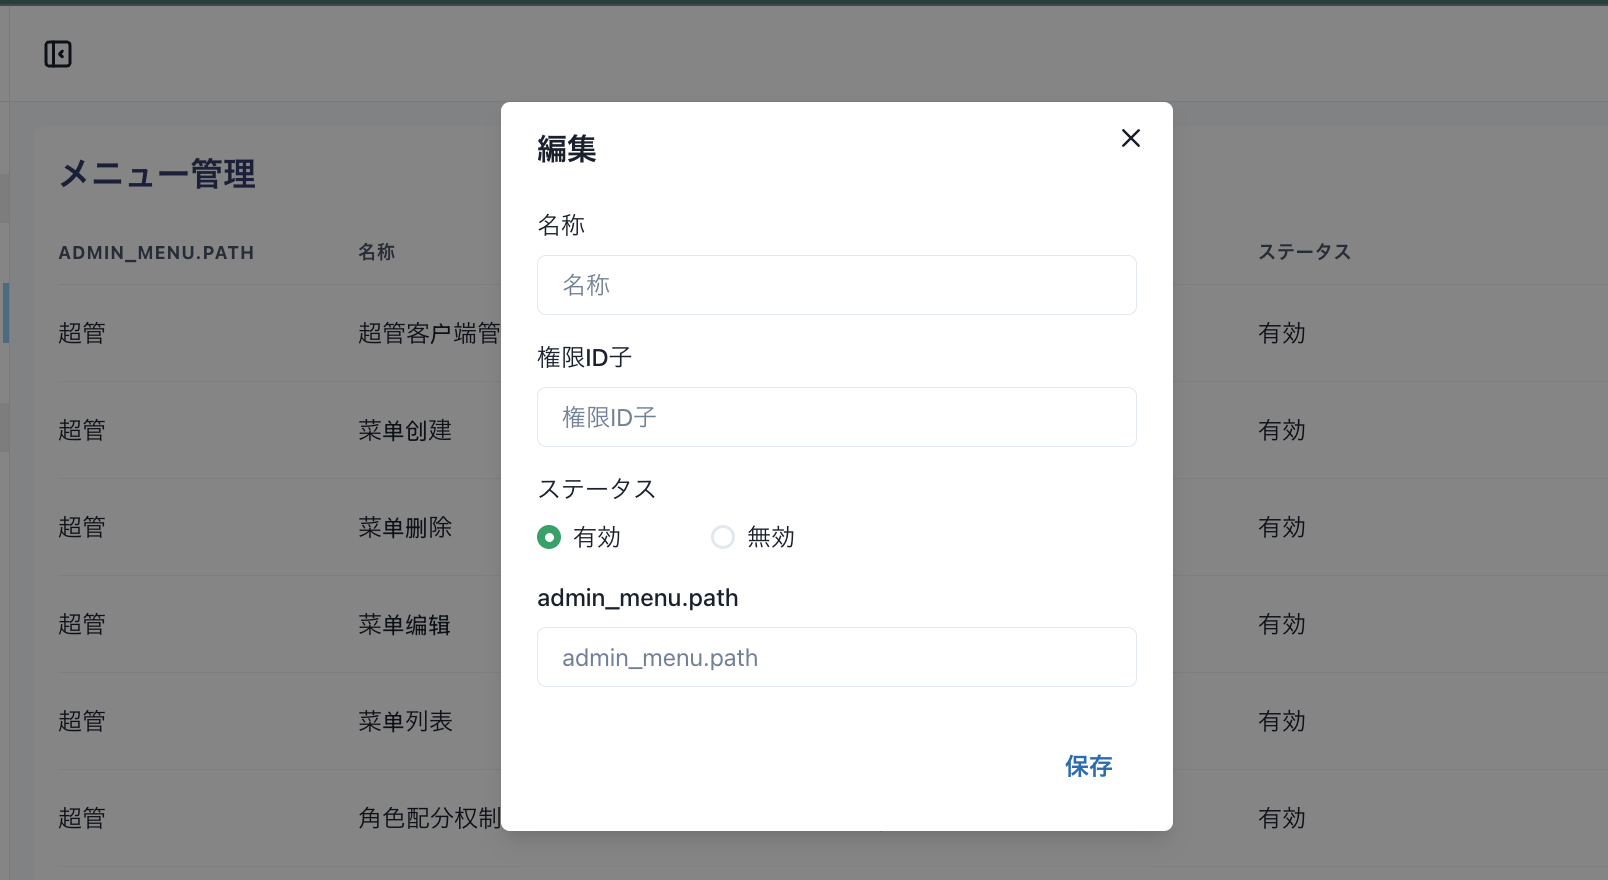 メニュー管理
ADMIN_MENU.PATH 名称 ステータス
超管 超管客户端管 有効
超管 菜单创建 有効
超管 菜单删除 有効
超管 菜单编辑 有効
超管 菜单列表 有効
超管 角色配分权制 有効
編集
名称
名称
権限ID子
権限ID子
ステータス
有効 無効
admin_menu.path
admin_menu.path
保存